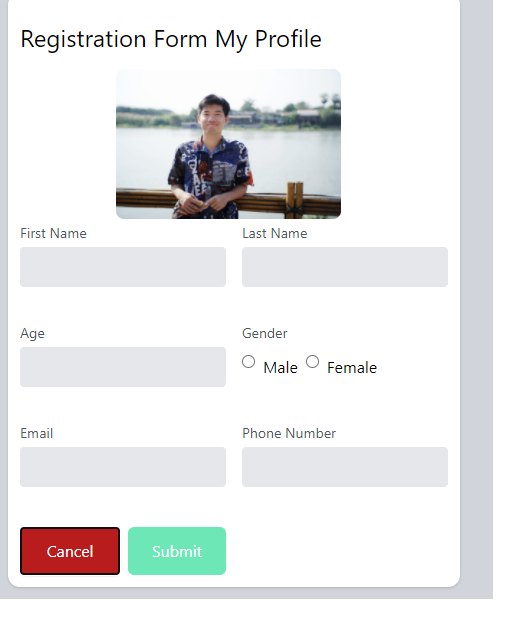 Registration Form My Profile
First Name Last Name
Age Gender
Male Female
Email Phone Number
Cancel Submit